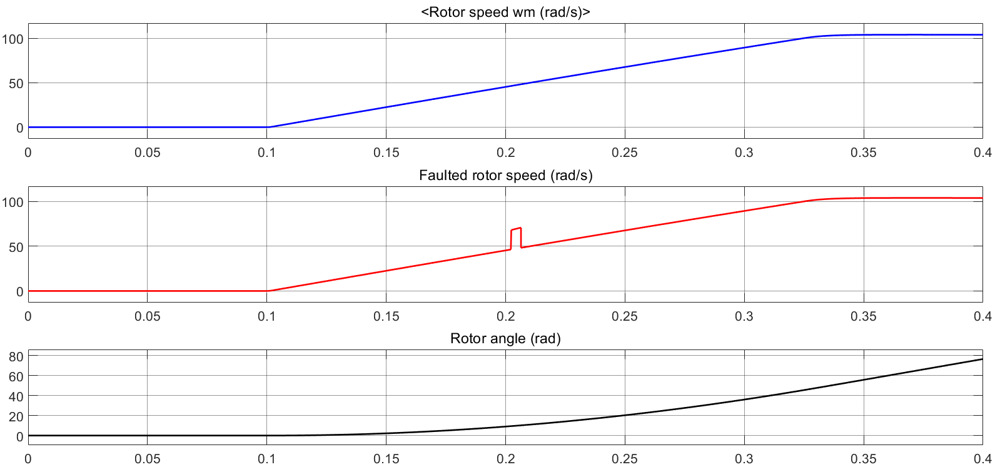 <Rotor speed wm (rad/s)>
100
50
0
0 0.05 0.1 0.15 0.2 0.25 0.3 0.35 0.4
Faulted rotor speed (rad/s)
100
50
0
0 0.05 0.1 0.15 0.2 0.25 0.3 0.35 0.4
Rotor angle (rad)
80
60
40
20
0
0 0.05 0.1 0.15 0.2 0.25 0.3 0.35 0.4